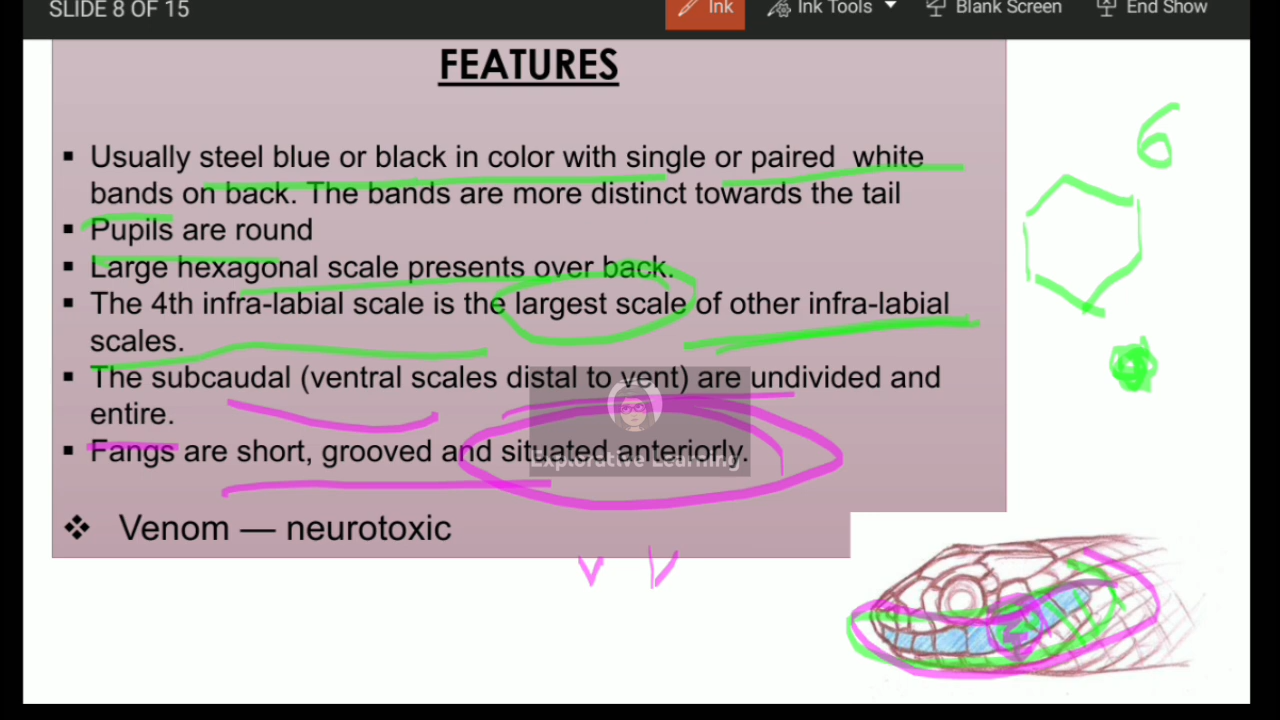 SLIDE 8 OF 15
Ink
Ink Tools
Blank Screen
End Show
FEATURES
▪ Usually steel blue or black in color with single or paired white
bands on back. The bands are more distinct towards the tail
▪ Pupils are round
▪ Large hexagonal scale presents over back.
▪ The 4th infra-labial scale is the largest scale of other infra-labial
scales.
▪ The subcaudal (ventral scales distal to vent) are undivided and
entire.
▪ Fangs are short, grooved and situated anteriorly.
Explorative Learning
❖ Venom — neurotoxic
6